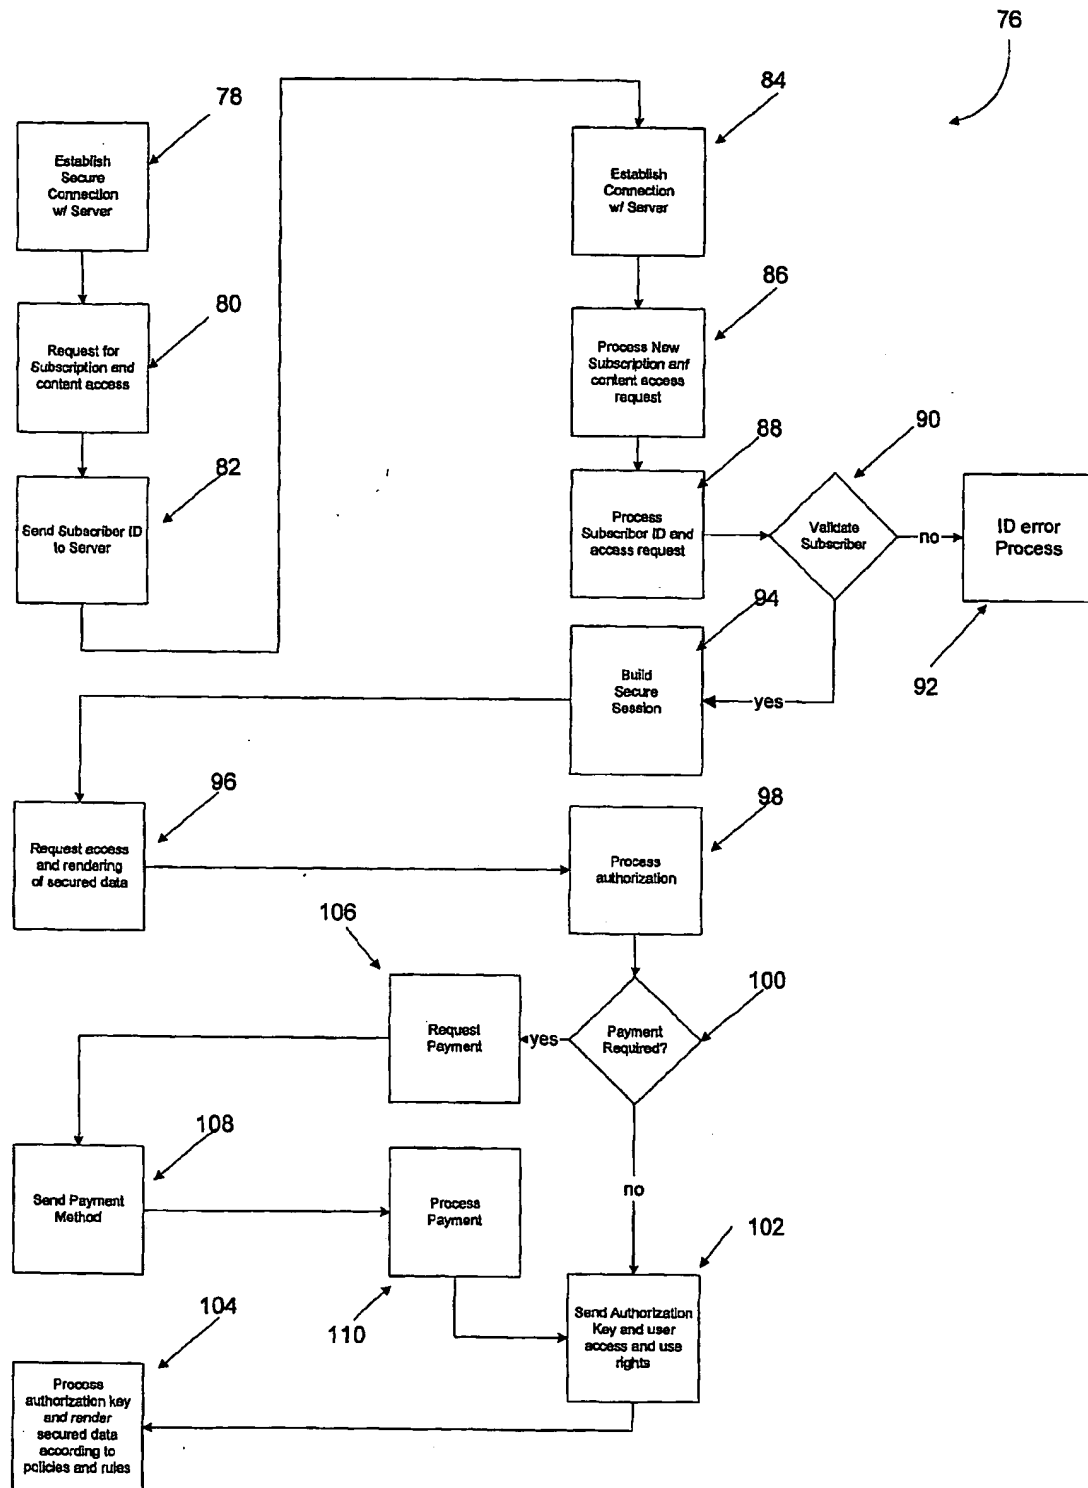 76
78
Establish
Secure
Connection
w/ Server
84
Establish
Connection
w/ Server
80
Request for
Subscription and
content access
86
Process New
Subscription anf
content access
request
82
Send Subscriber ID
to Server
88
Process
Subscriber ID and
access request
90
Validate
Subscriber
no
ID error
Process
92
94
Build
Secure
Session
yes
96
Request access
and rendering
of secured data
98
Process
authorization
106
Request
Payment
yes
100
Payment
Required?
108
Send Payment
Method
Process
Payment
110
no
102
Send Authorization
Key and user
access and use
rights
104
Process
authorization key
and render
secured data
according to
policies and rules